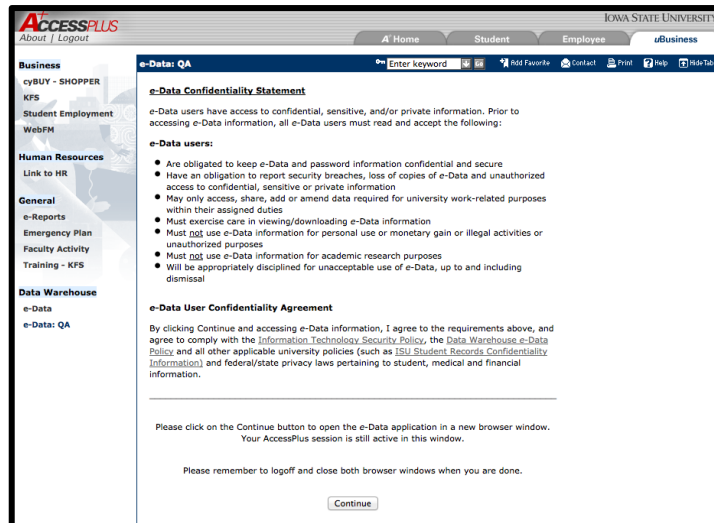 ACCESSPLUS
IOWA STATE UNIVERSITY
About | Logout
A+ Home
Student
Employee
uBusiness
Business
cyBUY - SHOPPER
KFS
Student Employment
WebFM
Human Resources
Link to HR
General
e-Reports
Emergency Plan
Faculty Activity
Training - KFS
Data Warehouse
e-Data
e-Data: QA
e-Data: QA
Enter keyword
Go
Add Favorite
Contact
Print
Help
Hide Tabs
e-Data Confidentiality Statement
e-Data users have access to confidential, sensitive, and/or private information. Prior to
accessing e-Data information, all e-Data users must read and accept the following:
e-Data users:
● Are obligated to keep e-Data and password information confidential and secure
● Have an obligation to report security breaches, loss of copies of e-Data and unauthorized
access to confidential, sensitive or private information
● May only access, share, add or amend data required for university work-related purposes
within their assigned duties
● Must exercise care in viewing/downloading e-Data information
● Must not use e-Data information for personal use or monetary gain or illegal activities or
unauthorized purposes
● Must not use e-Data information for academic research purposes
● Will be appropriately disciplined for unacceptable use of e-Data, up to and including
dismissal
e-Data User Confidentiality Agreement
By clicking Continue and accessing e-Data information, I agree to the requirements above, and
agree to comply with the Information Technology Security Policy, the Data Warehouse e-Data
Policy and all other applicable university policies (such as ISU Student Records Confidentiality
Information) and federal/state privacy laws pertaining to student, medical and financial
information.
Please click on the Continue button to open the e-Data application in a new browser window.
Your AccessPlus session is still active in this window.
Please remember to logoff and close both browser windows when you are done.
Continue